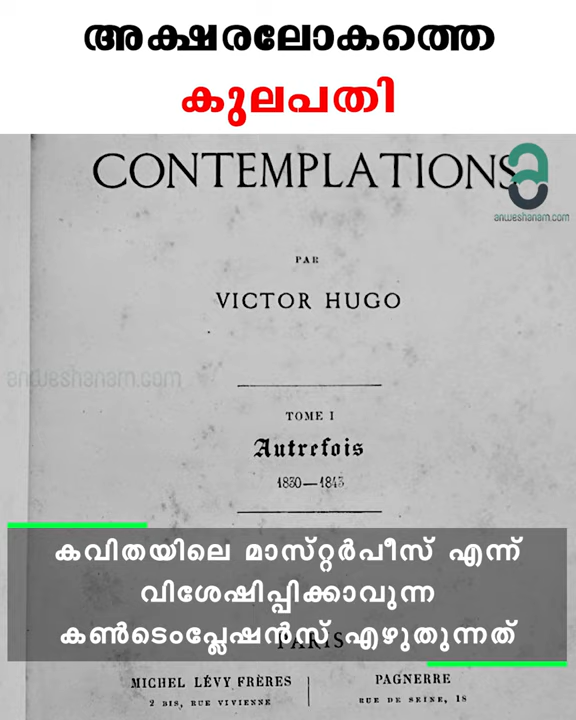 അക്ഷരലോകത്തെ
കുലപതി
CONTEMPLATIONS
anweshanam.com
PAR
VICTOR HUGO
anweshanam.com
TOME I
Autrefois
1830—1843
കവിതയിലെ മാസ്റ്റർപീസ് എന്ന്
വിശേഷിപ്പിക്കാവുന്ന
കൺടെംപ്ലേഷൻസ് എഴുതുന്നത്
PARIS
MICHEL LÉVY FRÈRES
2 BIS, RUE VIVIENNE
PAGNERRE
RUE DE SEINE, 18